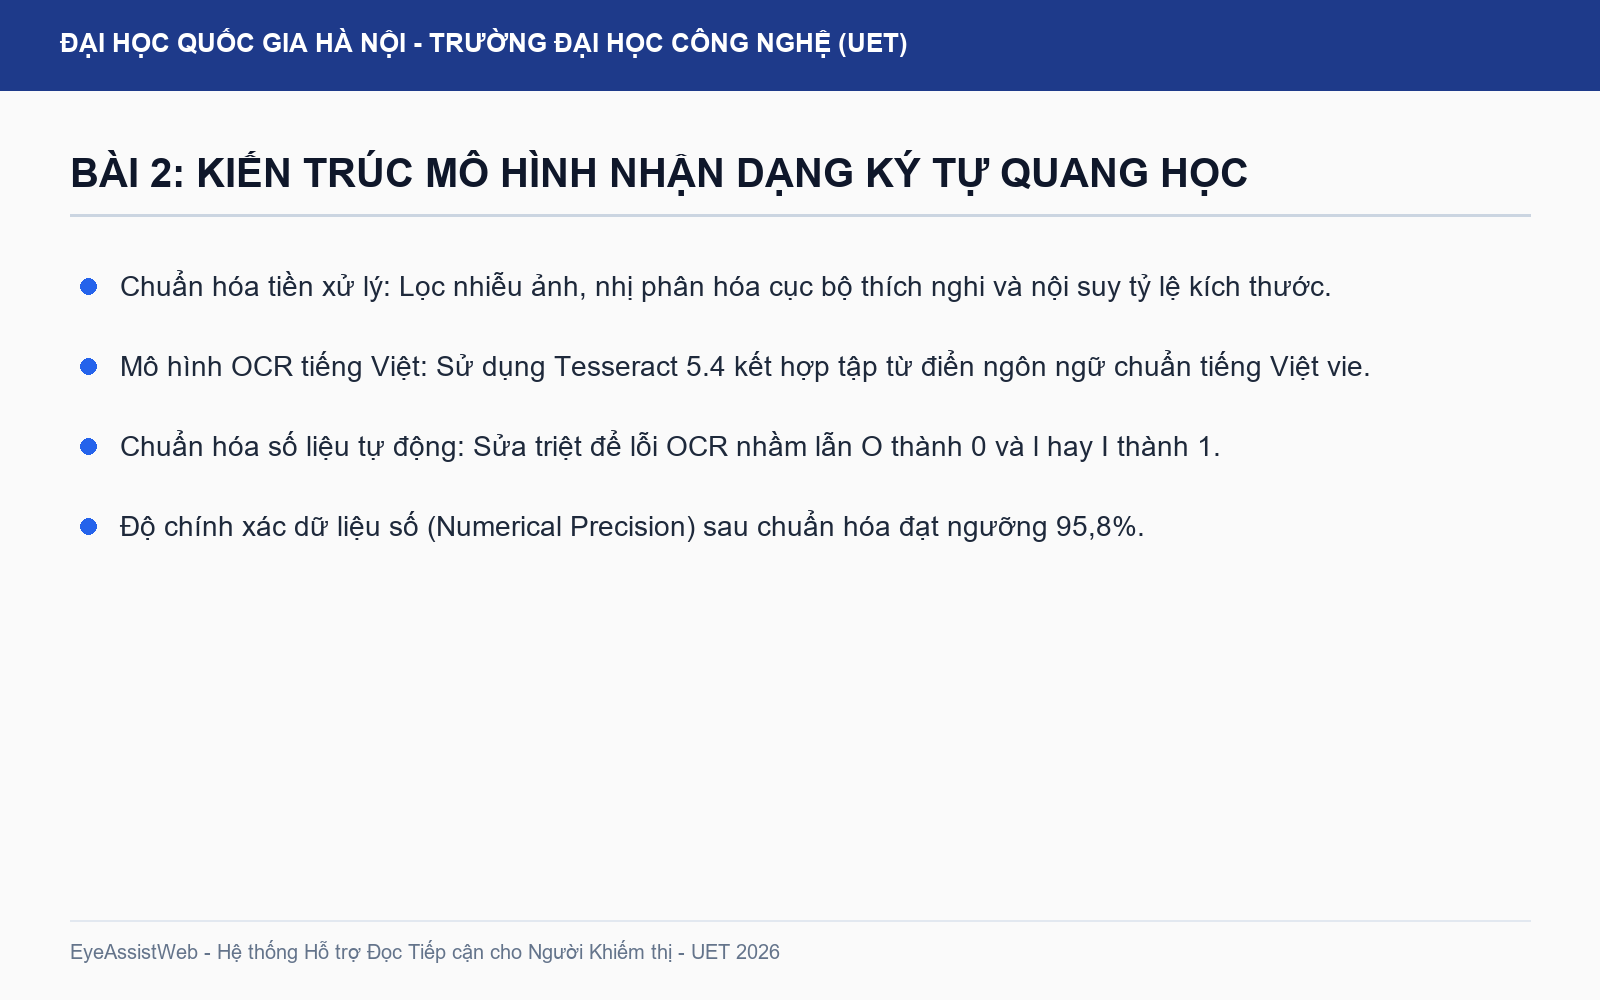 ĐẠI HỌC QUỐC GIA HÀ NỘI - TRƯỜNG ĐẠI HỌC CÔNG NGHỆ (UET)
BÀI 2: KIẾN TRÚC MÔ HÌNH NHẬN DẠNG KÝ TỰ QUANG HỌC
Chuẩn hóa tiền xử lý: Lọc nhiễu ảnh, nhị phân hóa cục bộ thích nghi và nội suy tỷ lệ kích thước.
Mô hình OCR tiếng Việt: Sử dụng Tesseract 5.4 kết hợp tập từ điển ngôn ngữ chuẩn tiếng Việt vie.
Chuẩn hóa số liệu tự động: Sửa triệt để lỗi OCR nhầm lẫn O thành 0 và l hay I thành 1.
Độ chính xác dữ liệu số (Numerical Precision) sau chuẩn hóa đạt ngưỡng 95,8%.
EyeAssistWeb - Hệ thống Hỗ trợ Đọc Tiếp cận cho Người Khiếm thị - UET 2026